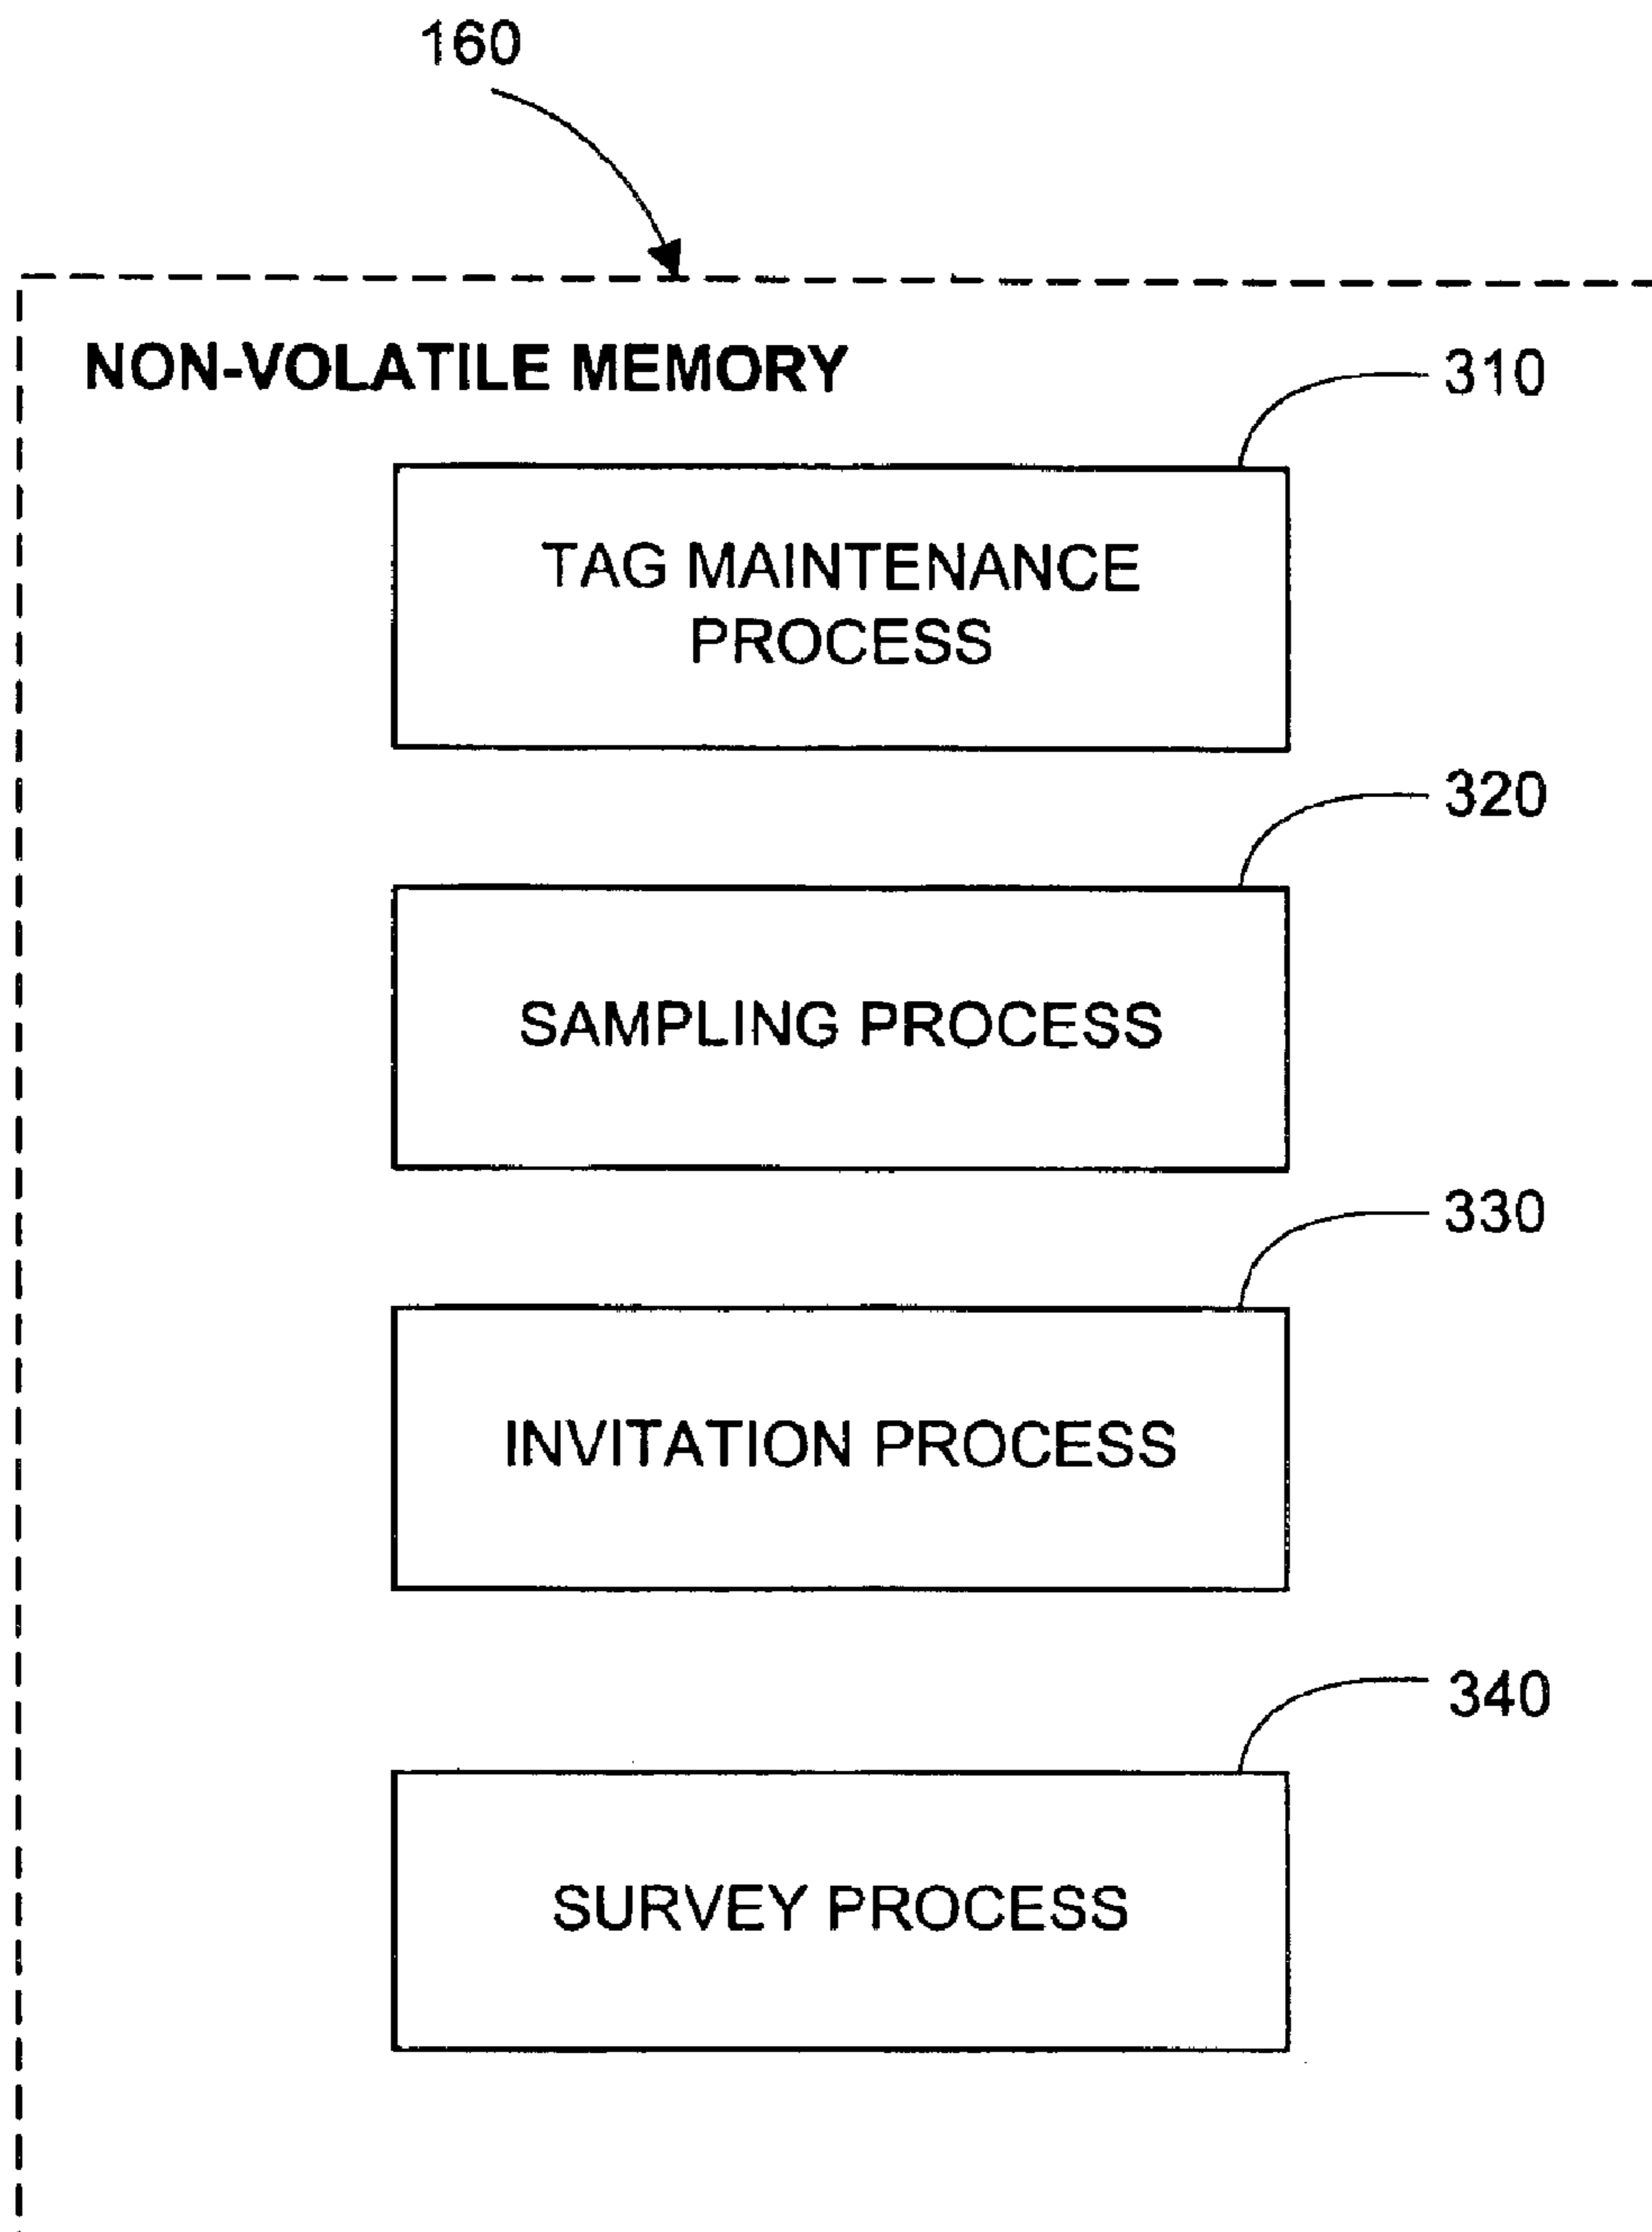 160
NON-VOLATILE MEMORY
310
TAG MAINTENANCE
PROCESS
320
SAMPLING PROCESS
330
INVITATION PROCESS
340
SURVEY PROCESS